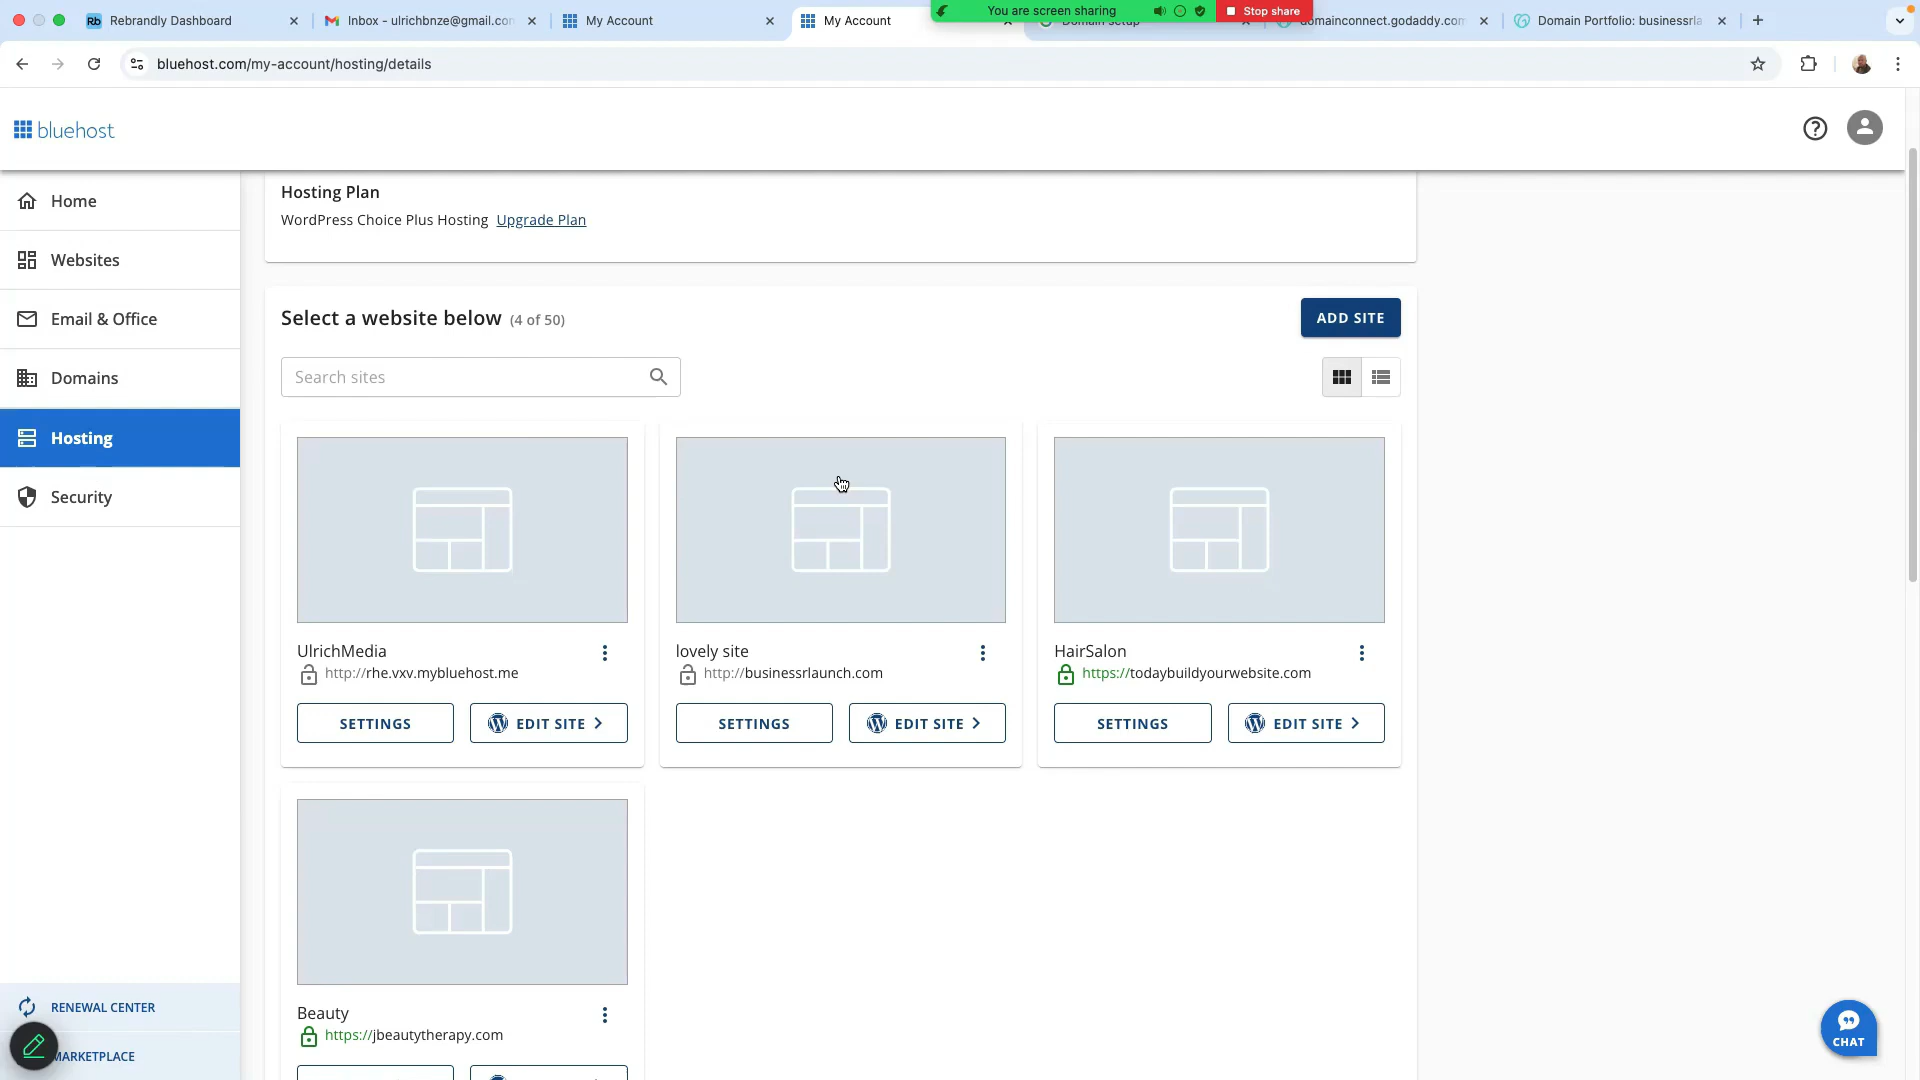 Rebrandly Dashboard
Inbox - ulrichbnze@gmail.con
My Account
My Account
You are screen sharing
Stop share
Domain setup
domainconnect.godaddy.com
Domain Portfolio: businessrla
bluehost.com/my-account/hosting/details
bluehost
Home
Websites
Email & Office
Domains
Hosting
Security
RENEWAL CENTER
MARKETPLACE
Hosting Plan
WordPress Choice Plus Hosting Upgrade Plan
Select a website below (4 of 50)
ADD SITE
Search sites
UlrichMedia
http://rhe.vxv.mybluehost.me
SETTINGS
EDIT SITE
lovely site
http://businessrlaunch.com
SETTINGS
EDIT SITE
HairSalon
https://todaybuildyourwebsite.com
SETTINGS
EDIT SITE
Beauty
https://jbeautytherapy.com
CHAT